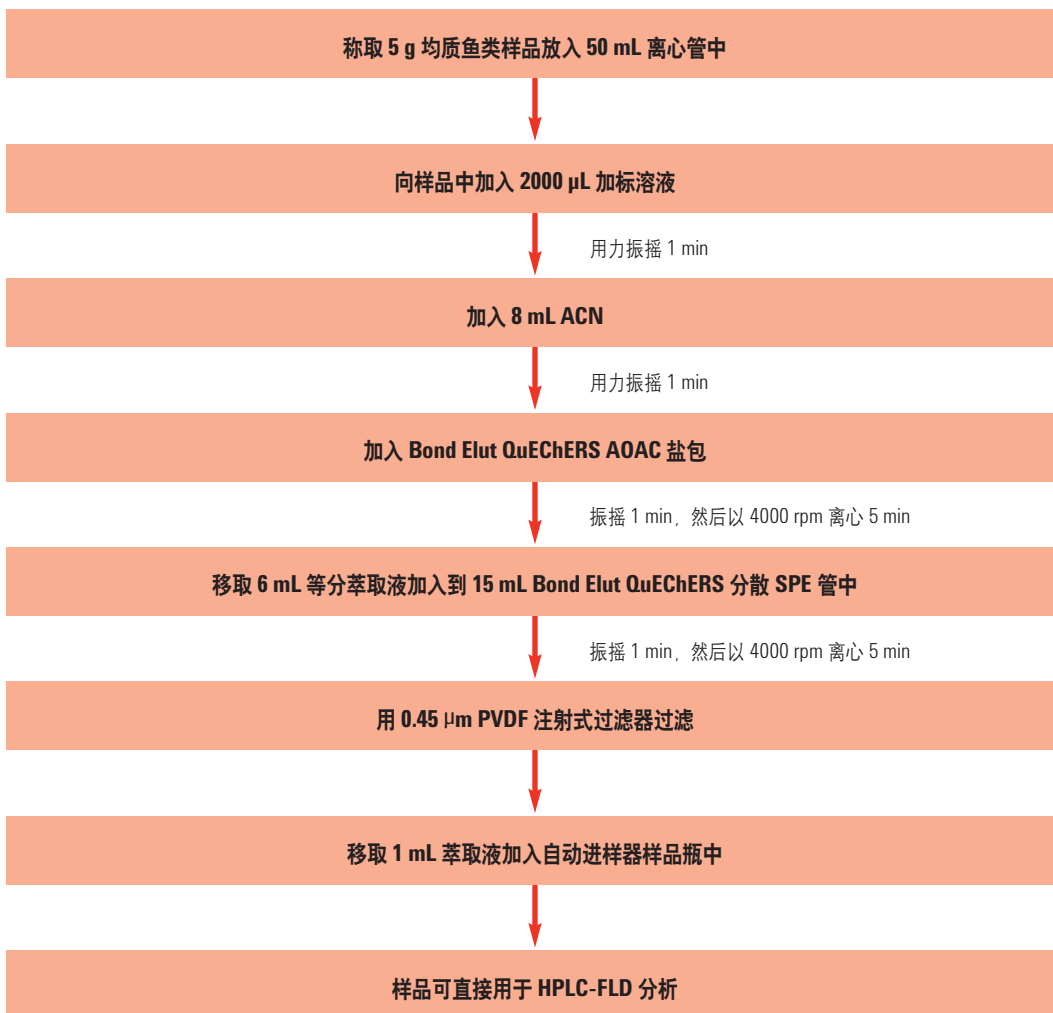 称取 5 g 均质鱼类样品放入 50 mL 离心管中
向样品中加入 2000 µL 加标溶液
用力振摇 1 min
加入 8 mL ACN
用力振摇 1 min
加入 Bond Elut QuEChERS AOAC 盐包
振摇 1 min，然后以 4000 rpm 离心 5 min
移取 6 mL 等分萃取液加入到 15 mL Bond Elut QuEChERS 分散 SPE 管中
振摇 1 min，然后以 4000 rpm 离心 5 min
用 0.45 µm PVDF 注射式过滤器过滤
移取 1 mL 萃取液加入自动进样器样品瓶中
样品可直接用于 HPLC-FLD 分析